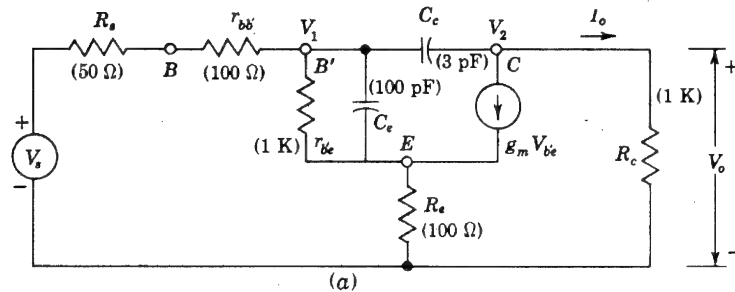 R_s
(50 Ω)
B
r_bb'
(100 Ω)
V_1
B'
C_c
(3 pF)
V_2
C
I_o
(100 pF)
C_e
(1 K)
r_b'e
E
g_m V_b'e
R_e
(100 Ω)
(1 K)
R_c
+
V_o
−
+
V_s
−
(a)